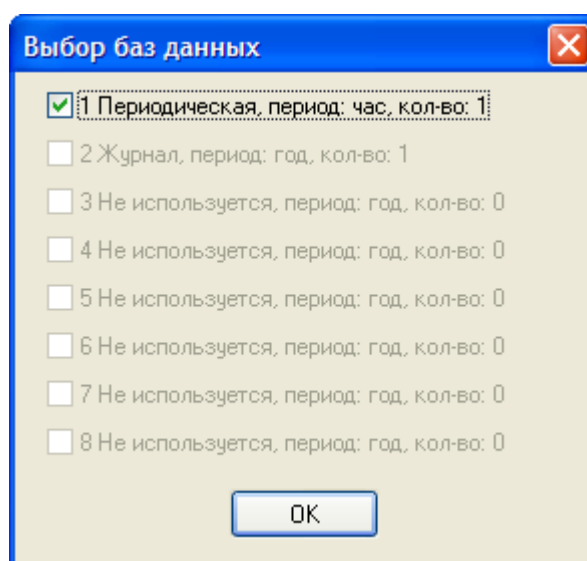 Выбор баз данных
1 Периодическая, период: час, кол-во: 1
2 Журнал, период: год, кол-во: 1
3 Не используется, период: год, кол-во: 0
4 Не используется, период: год, кол-во: 0
5 Не используется, период: год, кол-во: 0
6 Не используется, период: год, кол-во: 0
7 Не используется, период: год, кол-во: 0
8 Не используется, период: год, кол-во: 0
OK